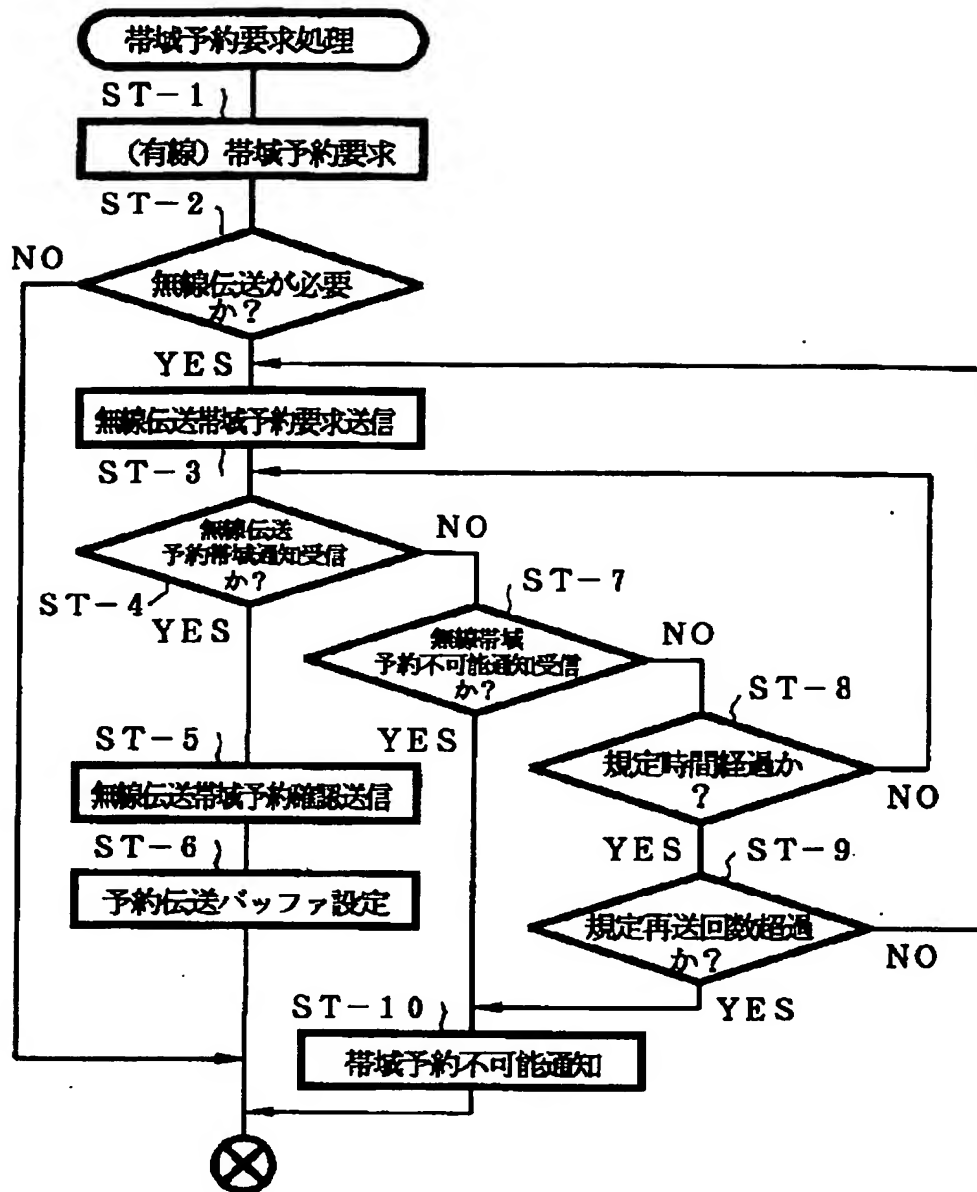 帯域予約要求処理
ST-1
(有線)帯域予約要求
ST-2
NO
無線伝送が必要
か?
YES
無線伝送帯域予約要求送信
ST-3
無線伝送
予約帯域通知受信
か?
NO
ST-4
YES
ST-7
無線帯域
予約不可能通知受信
か?
NO
YES
ST-8
規定時間経過か
?
NO
YES
ST-5
無線伝送帯域予約確認送信
ST-6
予約伝送バッファ設定
ST-9
規定再送回数超過
か?
NO
YES
ST-10
帯域予約不可能通知